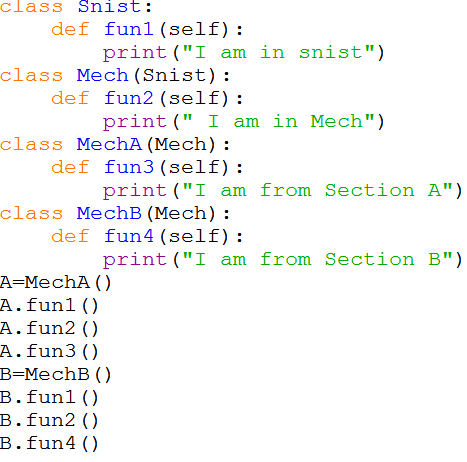 class Snist:
    def fun1(self):
        print("I am in snist")
class Mech(Snist):
    def fun2(self):
        print(" I am in Mech")
class MechA(Mech):
    def fun3(self):
        print("I am from Section A")
class MechB(Mech):
    def fun4(self):
        print("I am from Section B")
A=MechA()
A.fun1()
A.fun2()
A.fun3()
B=MechB()
B.fun1()
B.fun2()
B.fun4()